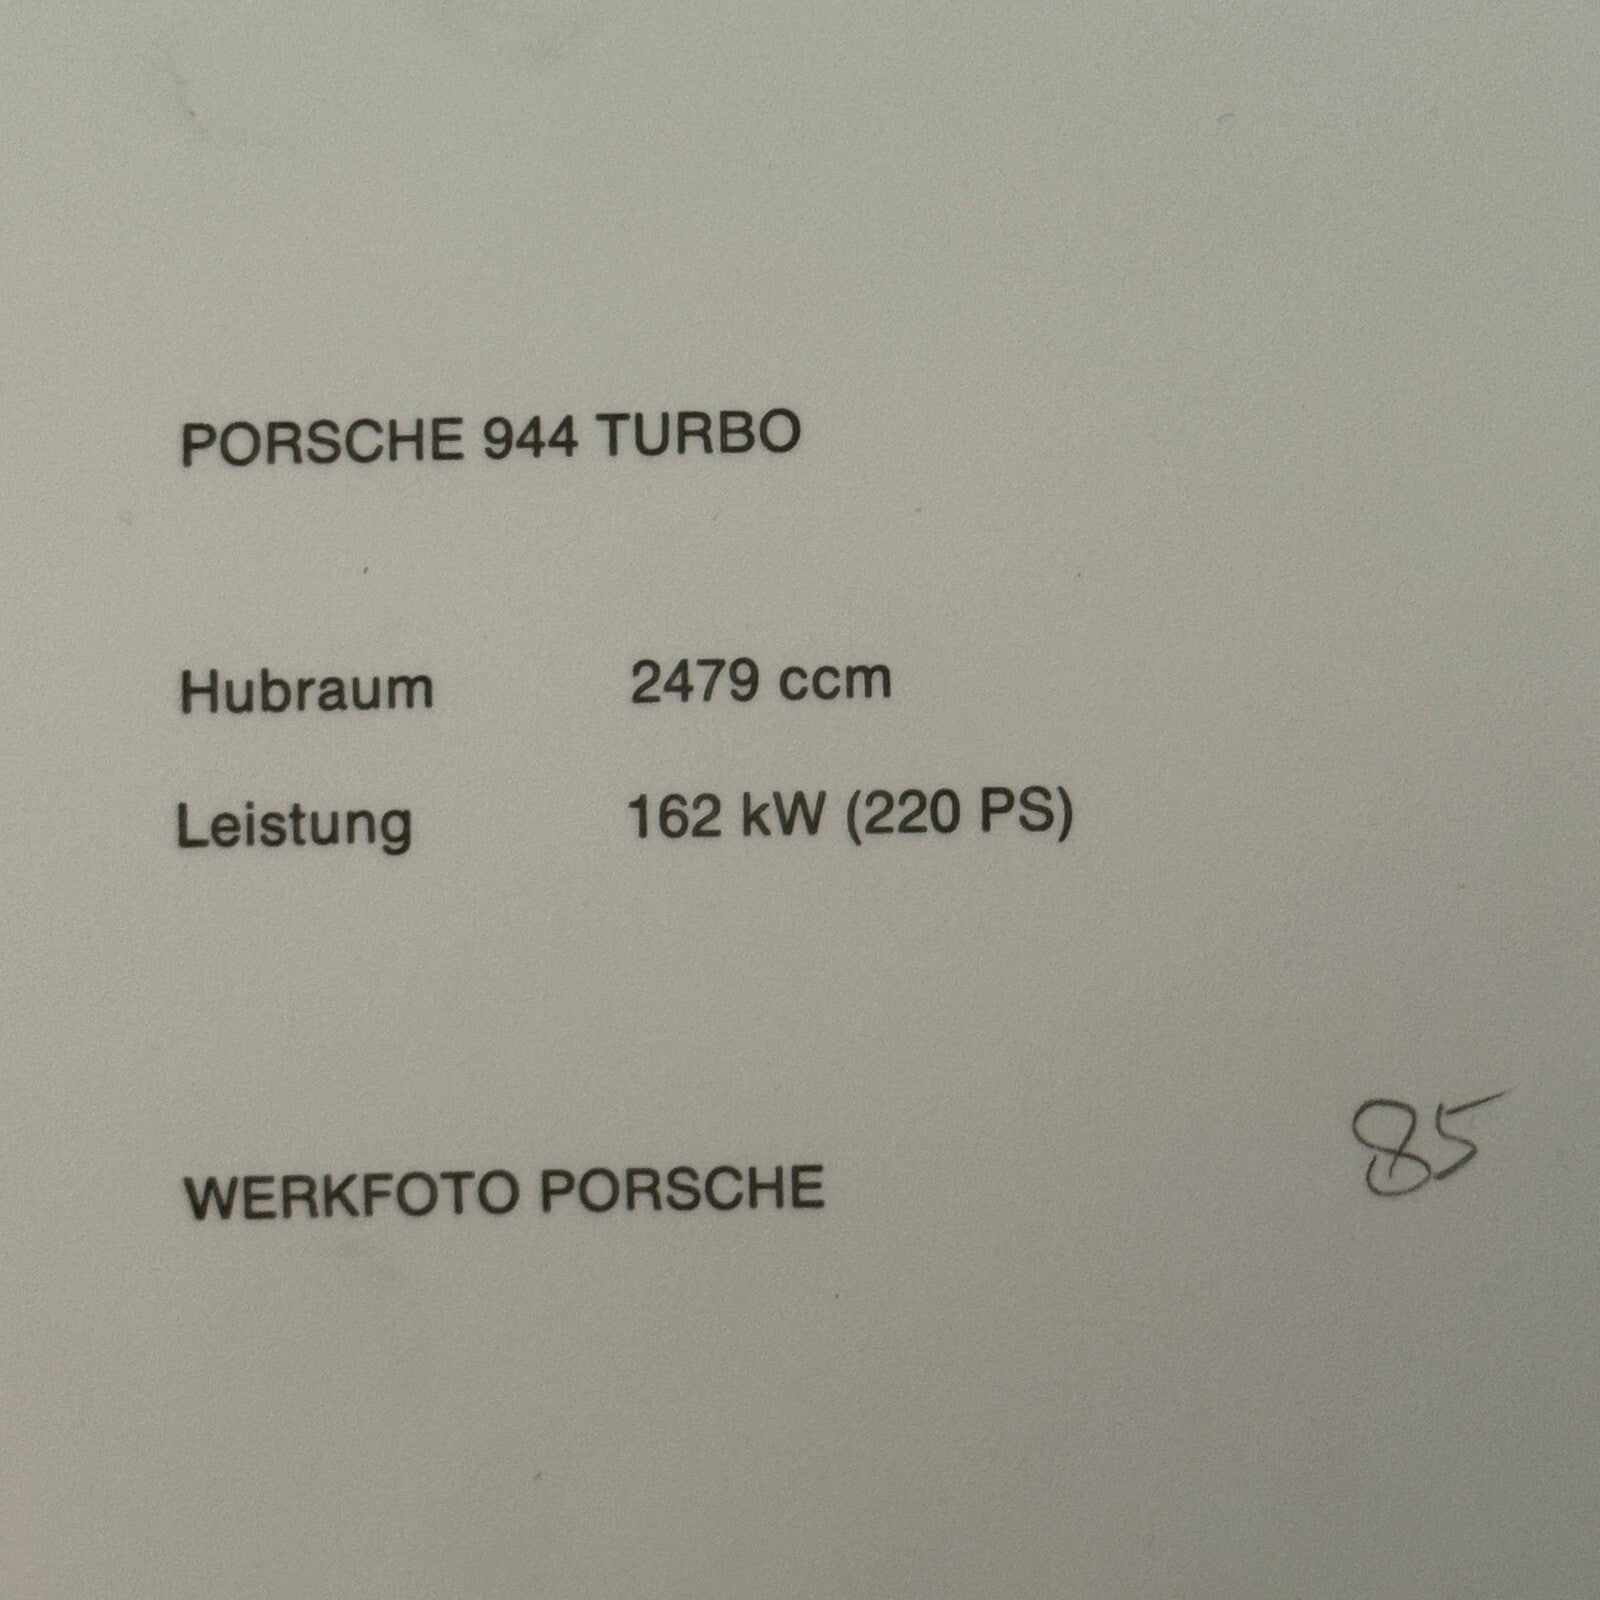 PORSCHE 944 TURBO
Hubraum 2479 ccm
Leistung 162 kW (220 PS)
85
WERKFOTO PORSCHE